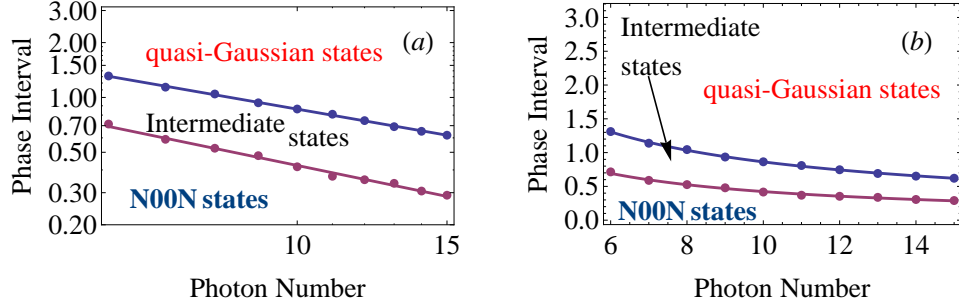 3.00
2.00
1.50
1.00
0.70
0.50
0.30
0.20
Phase Interval
quasi-Gaussian states
(a)
Intermediate states
N00N states
10
15
Photon Number
3.0
2.5
2.0
1.5
1.0
0.5
0.0
Phase Interval
Intermediate
states
(b)
quasi-Gaussian states
N00N states
6
8
10
12
14
Photon Number